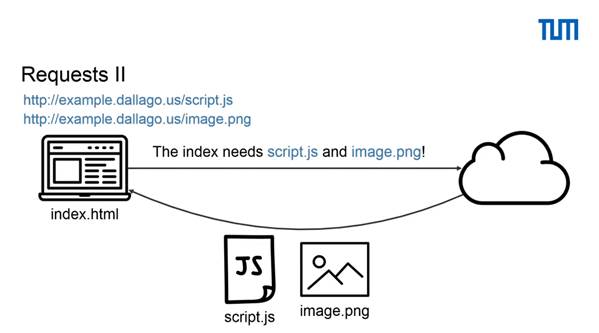 TUM
Requests II
http://example.dallago.us/script.js
http://example.dallago.us/image.png
The index needs script.js and image.png!
index.html
JS
script.js
image.png